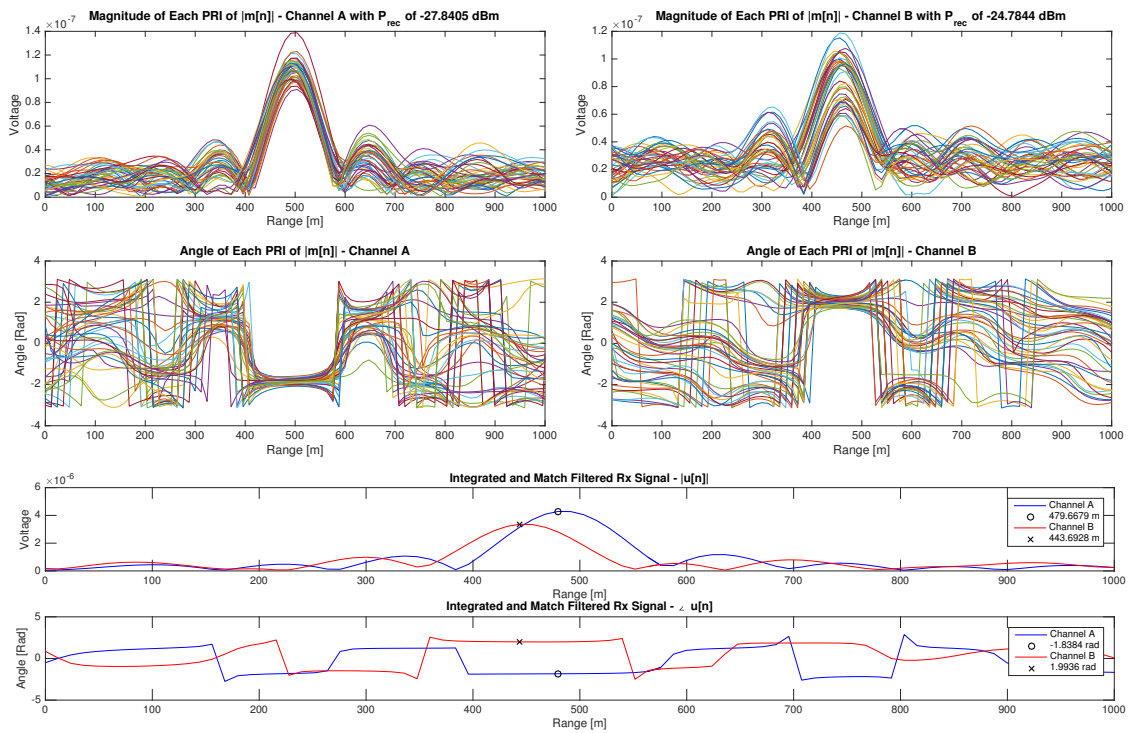 Magnitude of Each PRI of |m[n]| - Channel A with P_rec of -27.8405 dBm
×10^-7
1.4
1.2
1
0.8
0.6
0.4
0.2
0
Voltage
0 100 200 300 400 500 600 700 800 900 1000
Range [m]
Magnitude of Each PRI of |m[n]| - Channel B with P_rec of -24.7844 dBm
×10^-7
1.2
1
0.8
0.6
0.4
0.2
0
Voltage
0 100 200 300 400 500 600 700 800 900 1000
Range [m]
Angle of Each PRI of |m[n]| - Channel A
4
2
0
-2
-4
Angle [Rad]
0 100 200 300 400 500 600 700 800 900 1000
Range [m]
Angle of Each PRI of |m[n]| - Channel B
4
2
0
-2
-4
Angle [Rad]
0 100 200 300 400 500 600 700 800 900 1000
Range [m]
Integrated and Match Filtered Rx Signal - |u[n]|
×10^-6
6
4
2
0
Voltage
Channel A
479.6679 m
Channel B
443.6928 m
0 100 200 300 400 500 600 700 800 900 1000
Range [m]
Integrated and Match Filtered Rx Signal - ∠ u[n]
5
0
-5
Angle [Rad]
Channel A
-1.8384 rad
Channel B
1.9936 rad
0 100 200 300 400 500 600 700 800 900 1000
Range [m]